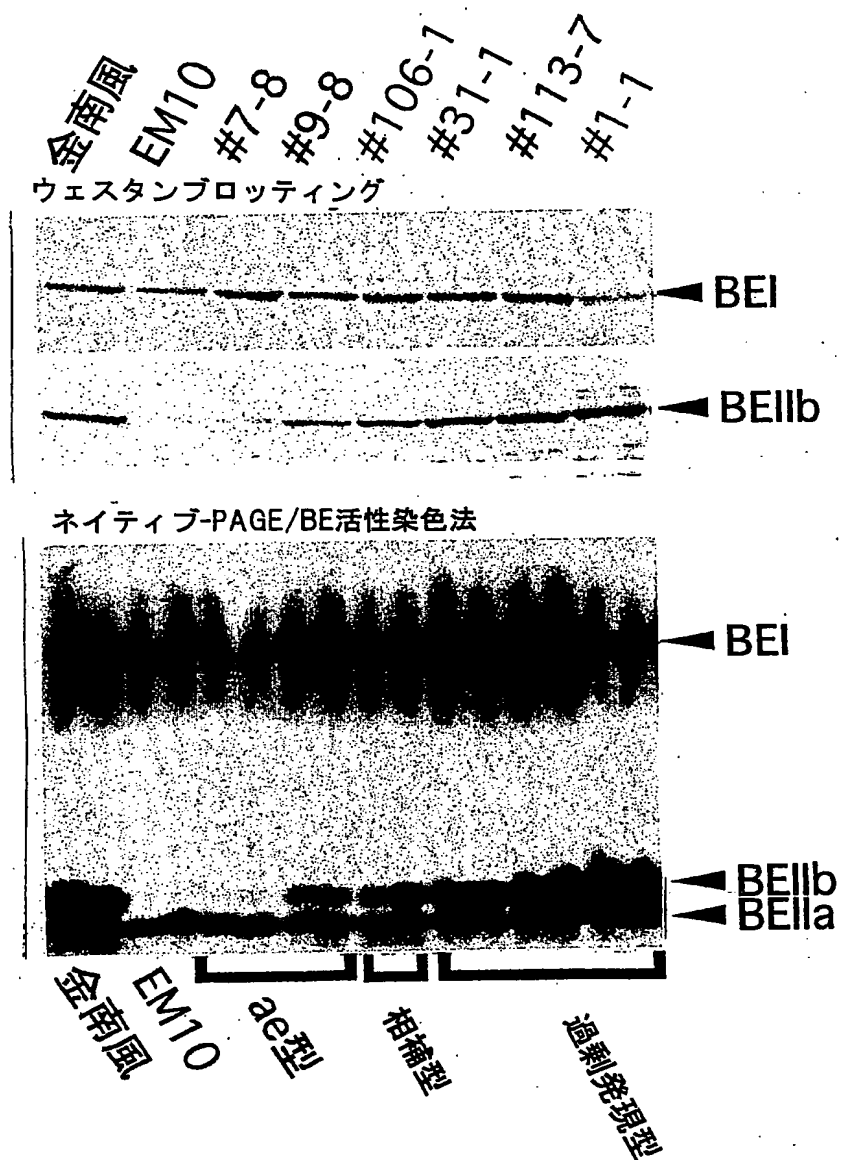 金南風
EM10
#7-8
#9-8
#106-1
#31-1
#113-7
#1-1
ウェスタンブロッティング
BEI
BEIIb
ネイティブ-PAGE/BE活性染色法
BEI
BEIIb
BEIIa
金南風
EM10
ae型
相補型
過剰発現型